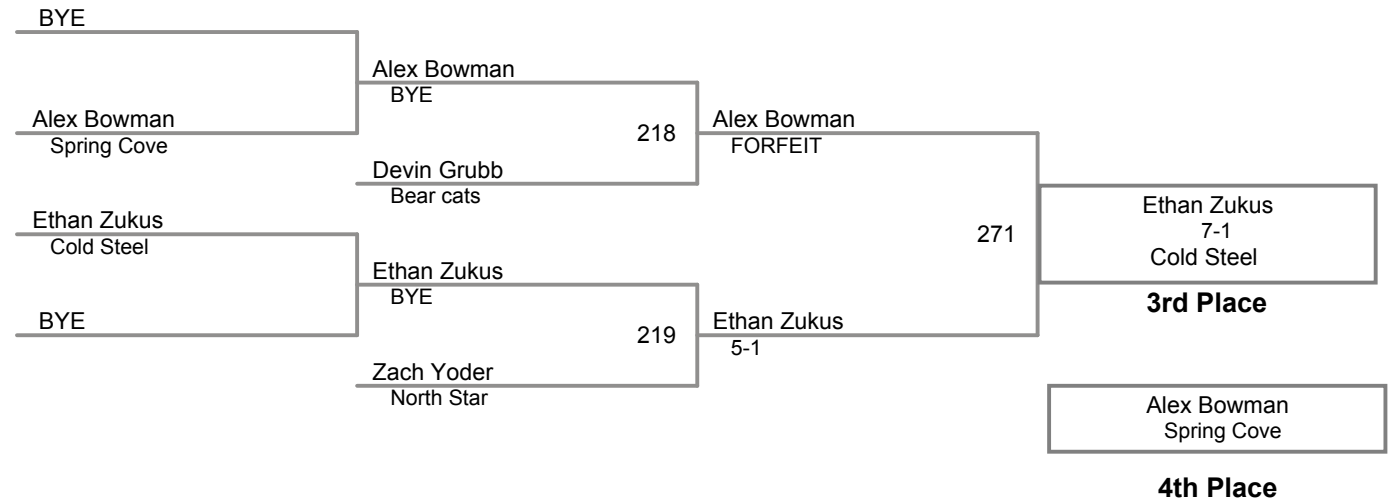 BYE
Alex Bowman
BYE
Alex Bowman
Spring Cove
218
Alex Bowman
FORFEIT
Devin Grubb
Bear cats
Ethan Zukus
Cold Steel
271
Ethan Zukus
7-1
Cold Steel
3rd Place
Ethan Zukus
BYE
BYE
219
Ethan Zukus
5-1
Zach Yoder
North Star
Alex Bowman
Spring Cove
4th Place